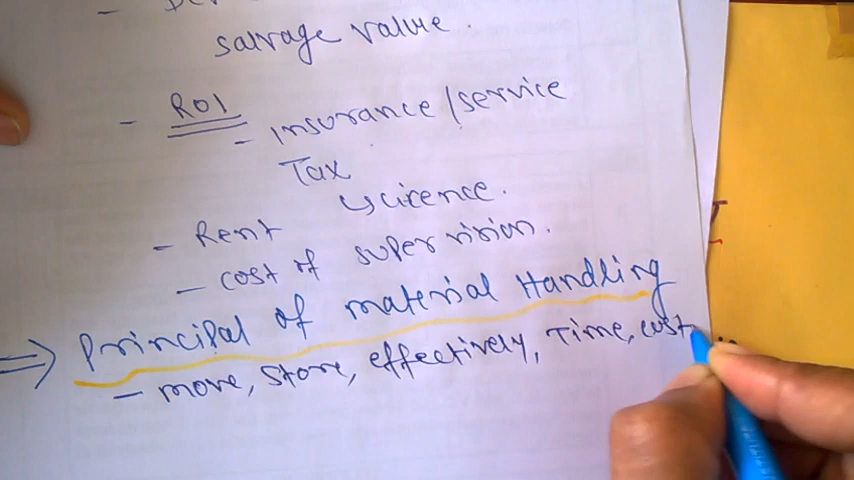 salvage value.
- ROI
- Insurance/service
Tax
- Rent
- cost of supervision.
⇒ Principal of material Handling
- move, store, effectively, Time, cost